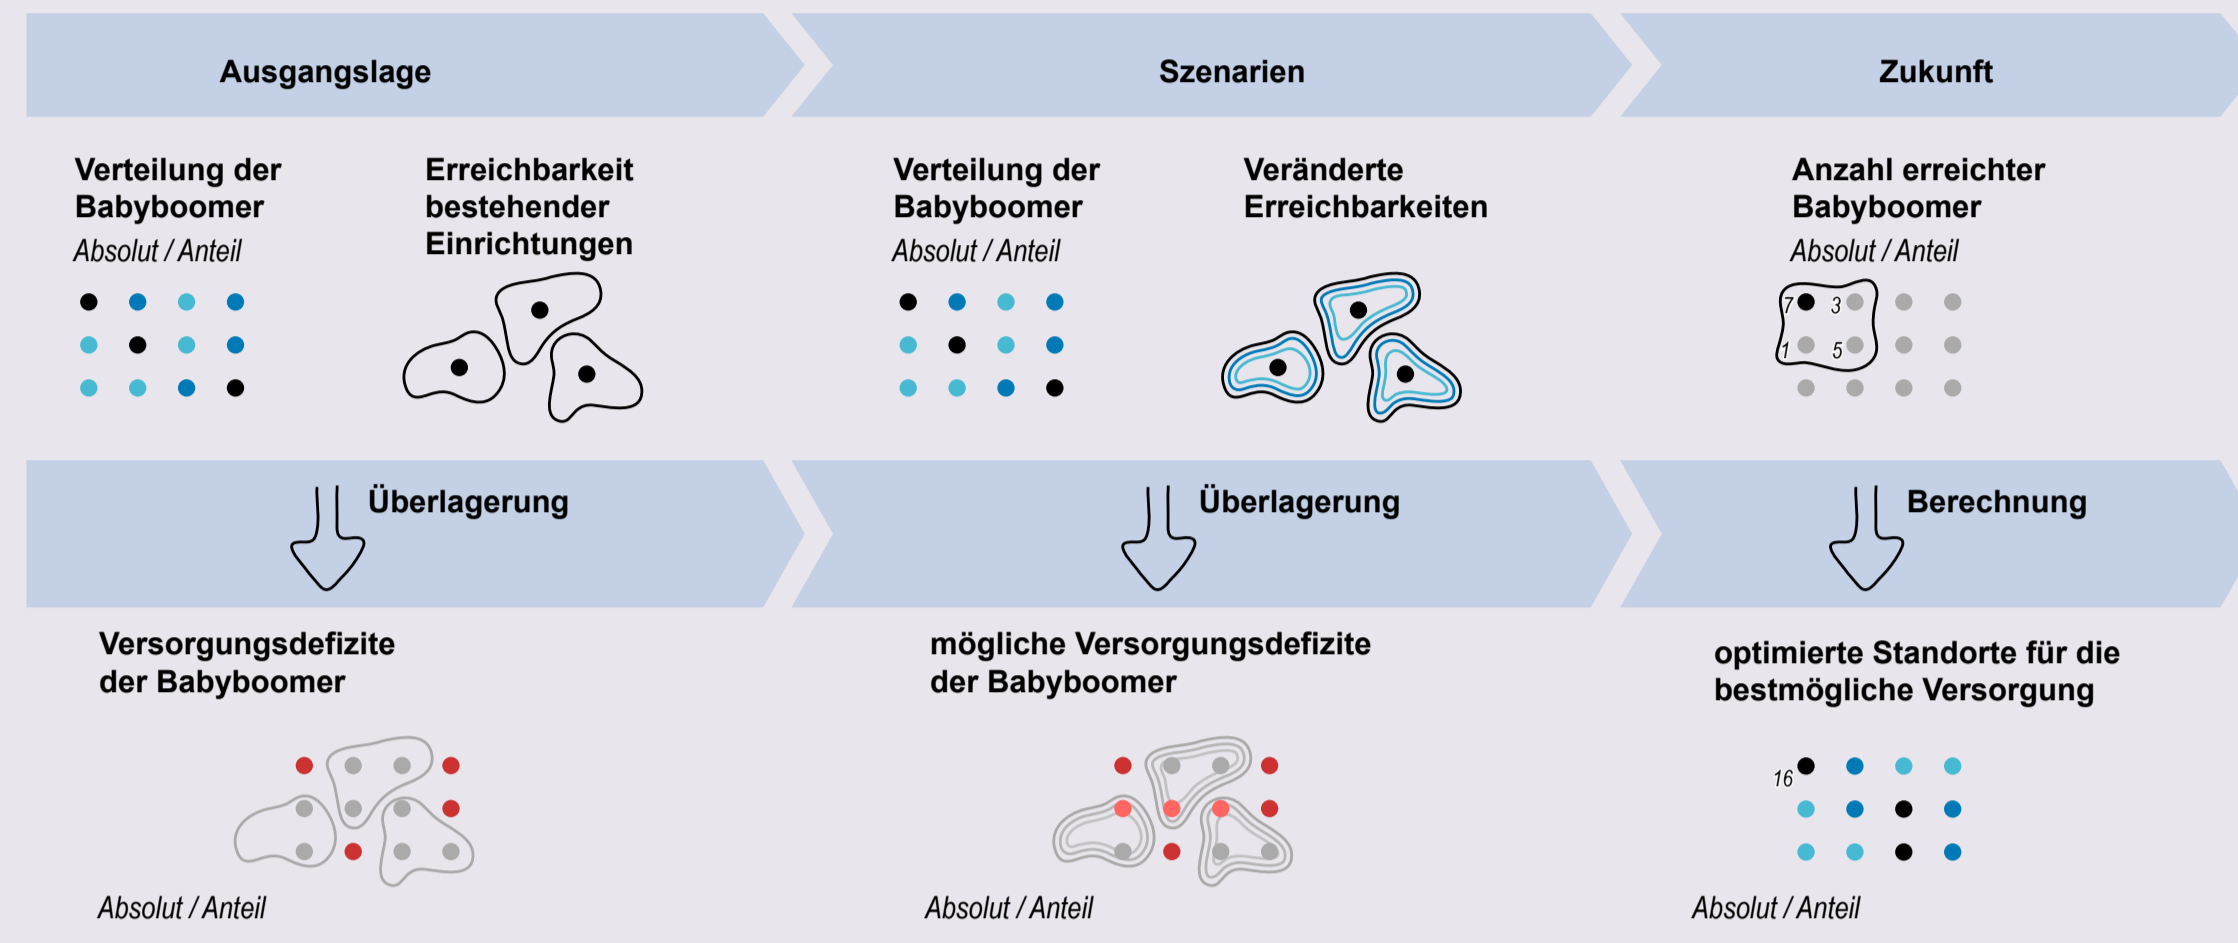 Ausgangslage
Szenarien
Zukunft
Verteilung der
Babyboomer
Absolut / Anteil
Erreichbarkeit
bestehender
Einrichtungen
Verteilung der
Babyboomer
Absolut / Anteil
Veränderte
Erreichbarkeiten
Anzahl erreichter
Babyboomer
Absolut / Anteil
7 3
1 5
Überlagerung
Überlagerung
Berechnung
Versorgungsdefizite
der Babyboomer
Absolut / Anteil
mögliche Versorgungsdefizite
der Babyboomer
Absolut / Anteil
optimierte Standorte für die
bestmögliche Versorgung
16
Absolut / Anteil